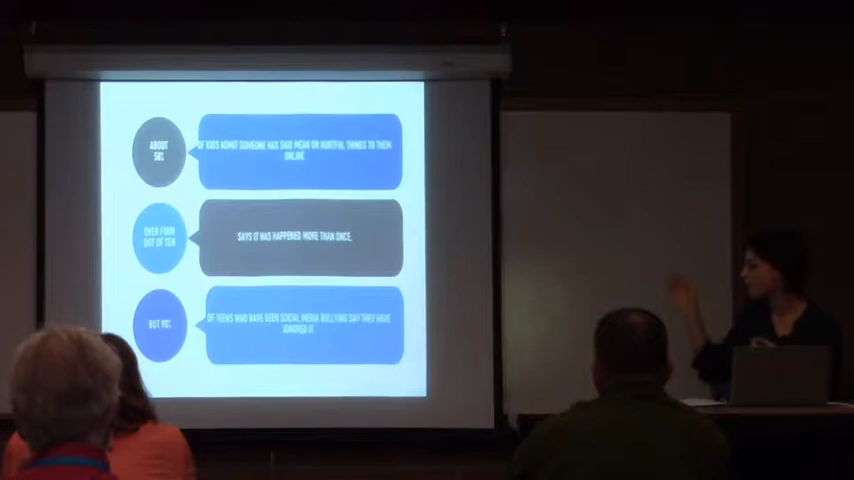 ABOUT
50%
OF KIDS ADMIT SOMEONE HAS SAID MEAN OR HURTFUL THINGS TO THEM
ONLINE
OVER FOUR
OUT OF TEN
SAYS IT HAS HAPPENED MORE THAN ONCE.
BUT 90%
OF TEENS WHO HAVE SEEN SOCIAL MEDIA BULLYING SAY THEY HAVE
IGNORED IT